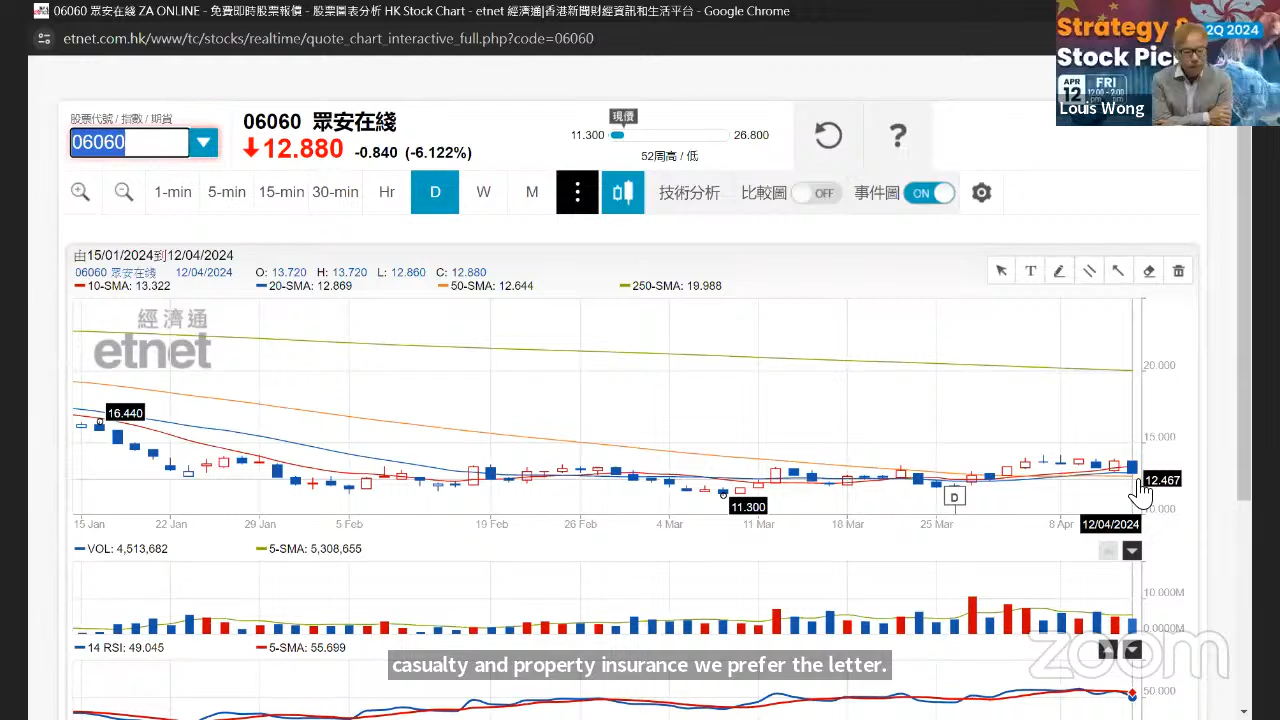 06060 眾安在綫 ZA ONLINE - 免費即時股票報價 - 股票圖表分析 HK Stock Chart - etnet 經濟通|香港新聞財經資訊和生活平台 - Google Chrome
Strategy &
2Q 2024
Stock Pic
APR
12
FRI
Louis Wong
股票代號 / 指數 / 期貨
06060
06060 眾安在綫
12.880 -0.840 (-6.122%)
現價
11.300 26.800
52周高 / 低
?
1-min 5-min 15-min 30-min Hr D W M 技術分析 比較圖 OFF 事件圖 ON
由15/01/2024到12/04/2024
06060 眾安在綫 12/04/2024 O: 13.720 H: 13.720 L: 12.860 C: 12.880
10-SMA: 13.322 20-SMA: 12.869 50-SMA: 12.644 250-SMA: 19.988
T
經濟通
etnet
20.000
16.440
15.000
12.467
D
11.300
10.000
15 Jan 22 Jan 29 Jan 5 Feb 19 Feb 26 Feb 4 Mar 11 Mar 18 Mar 25 Mar 8 Apr 12/04/2024
VOL: 4,513,682 5-SMA: 5,308,655
10.000M
0.0000M
14 RSI: 49.045 5-SMA: 55.699
zoom
casualty and property insurance we prefer the letter.
50.000